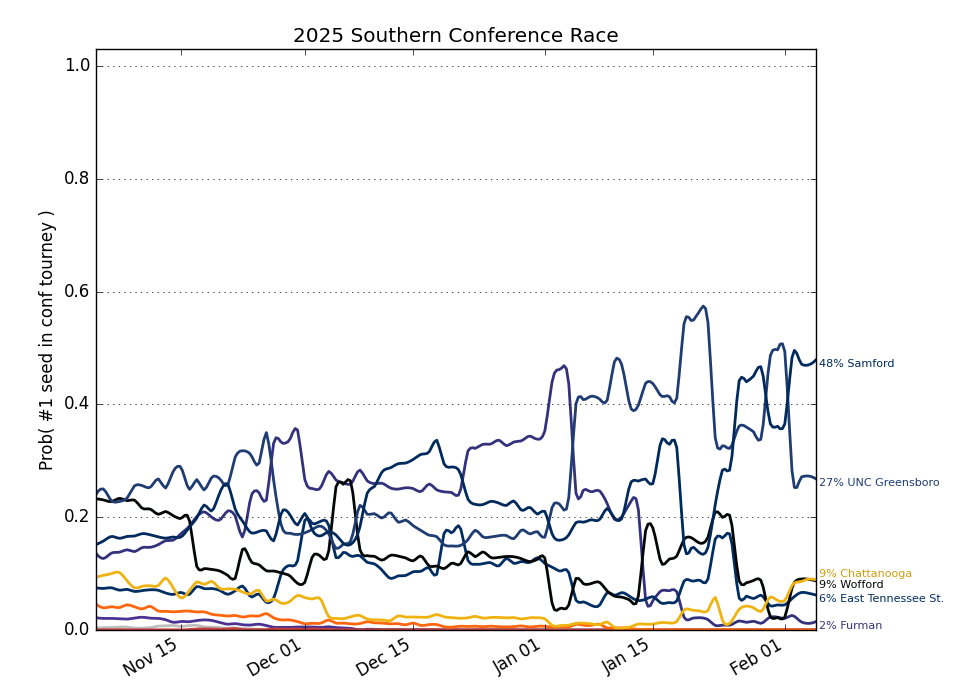 2025 Southern Conference Race
Prob( #1 seed in conf tourney )
1.0
0.8
0.6
0.4
0.2
0.0
48% Samford
27% UNC Greensboro
9% Chattanooga
9% Wofford
6% East Tennessee St.
2% Furman
Nov 15
Dec 01
Dec 15
Jan 01
Jan 15
Feb 01